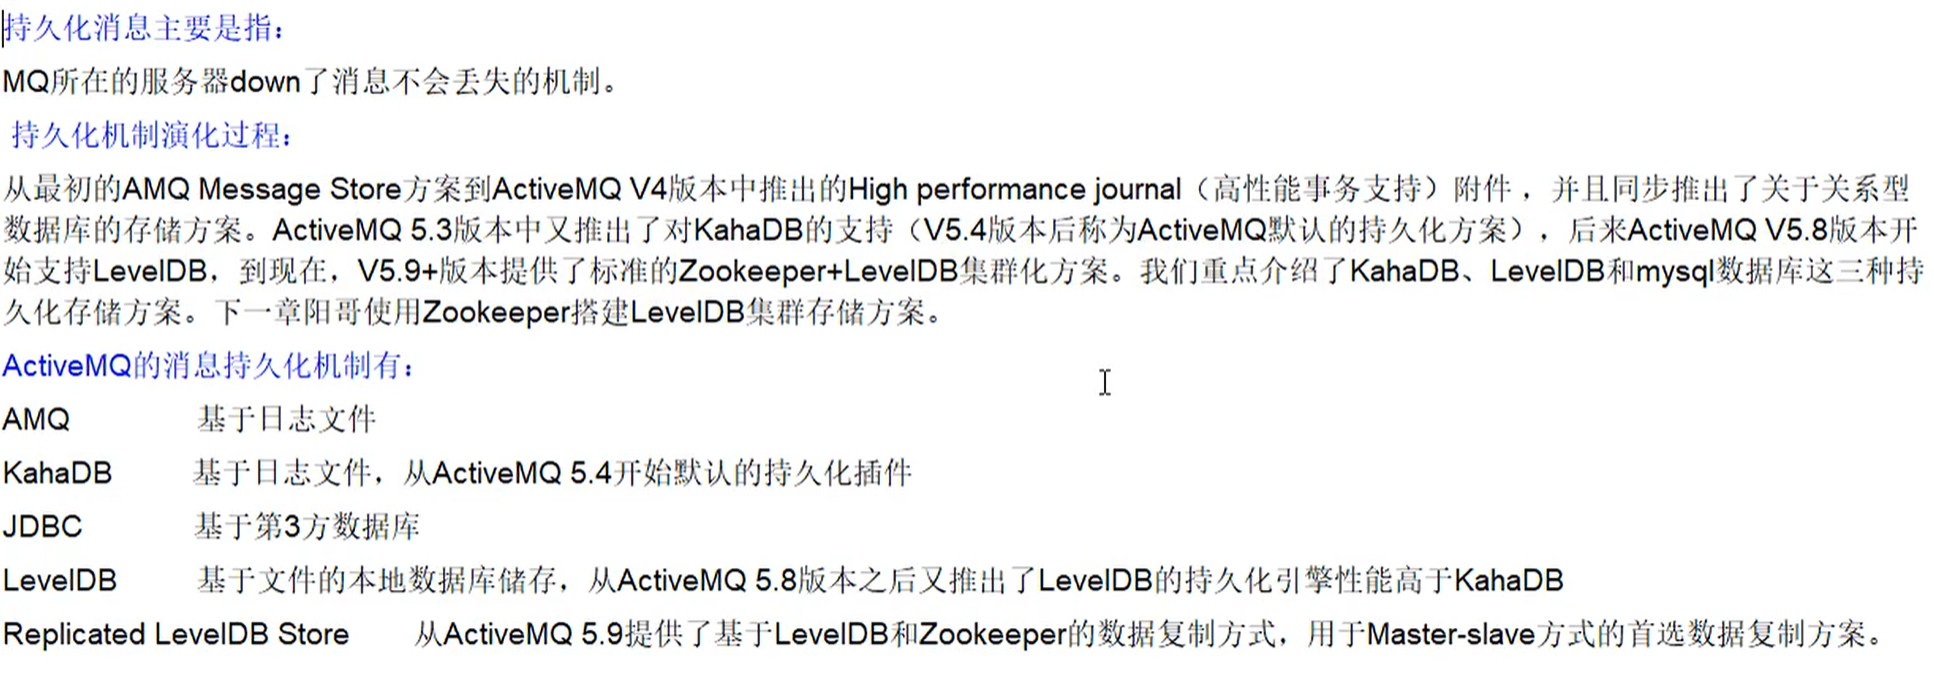 持久化消息主要是指：
MQ所在的服务器down了消息不会丢失的机制。
持久化机制演化过程：
从最初的AMQ Message Store方案到ActiveMQ V4版本中推出的High performance journal（高性能事务支持）附件，并且同步推出了关于关系型
数据库的存储方案。ActiveMQ 5.3版本中又推出了对KahaDB的支持（V5.4版本后称为ActiveMQ默认的持久化方案），后来ActiveMQ V5.8版本开
始支持LevelDB，到现在，V5.9+版本提供了标准的Zookeeper+LevelDB集群化方案。我们重点介绍了KahaDB、LevelDB和mysql数据库这三种持
久化存储方案。下一章阳哥使用Zookeeper搭建LevelDB集群存储方案。
ActiveMQ的消息持久化机制有：
AMQ 基于日志文件
KahaDB 基于日志文件，从ActiveMQ 5.4开始默认的持久化插件
JDBC 基于第3方数据库
LevelDB 基于文件的本地数据库储存，从ActiveMQ 5.8版本之后又推出了LevelDB的持久化引擎性能高于KahaDB
Replicated LevelDB Store 从ActiveMQ 5.9提供了基于LevelDB和Zookeeper的数据复制方式，用于Master-slave方式的首选数据复制方案。